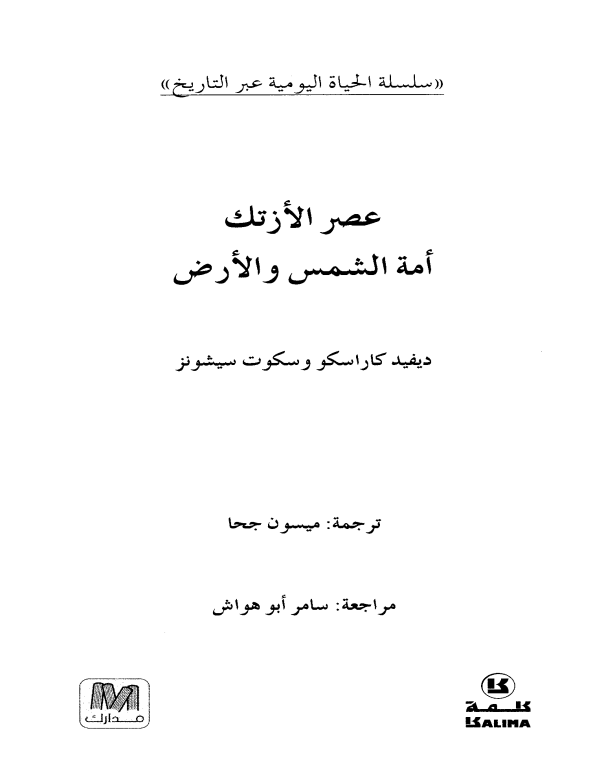 «سلسلة الحياة اليومية عبر التاريخ»
عصر الأزتك
أمة الشمس والأرض
ديفيد كاراسكو وسكوت سيشونز
ترجمة: ميسون جحا
مراجعة: سامر أبو هواش
مدارك
كلمة
KALIMA